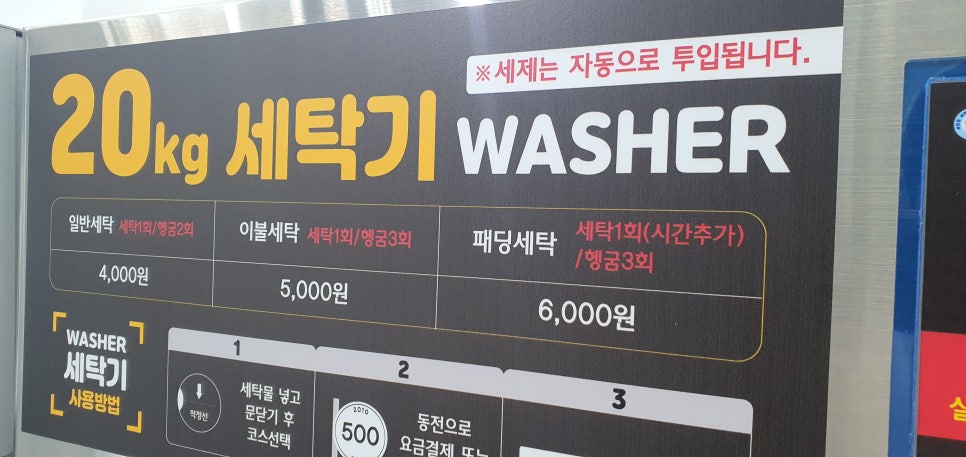 ※ 세제는 자동으로 투입됩니다.
20kg 세탁기 WASHER
일반세탁 세탁1회/헹굼2회
4,000원
이불세탁 세탁1회/헹굼3회
5,000원
패딩세탁 세탁1회(시간추가)
/헹굼3회
6,000원
WASHER
세탁기
사용방법
1
적정선
세탁물 넣고
문닫기 후
코스선택
2
2010
500
동전으로
요금결제 또는
3